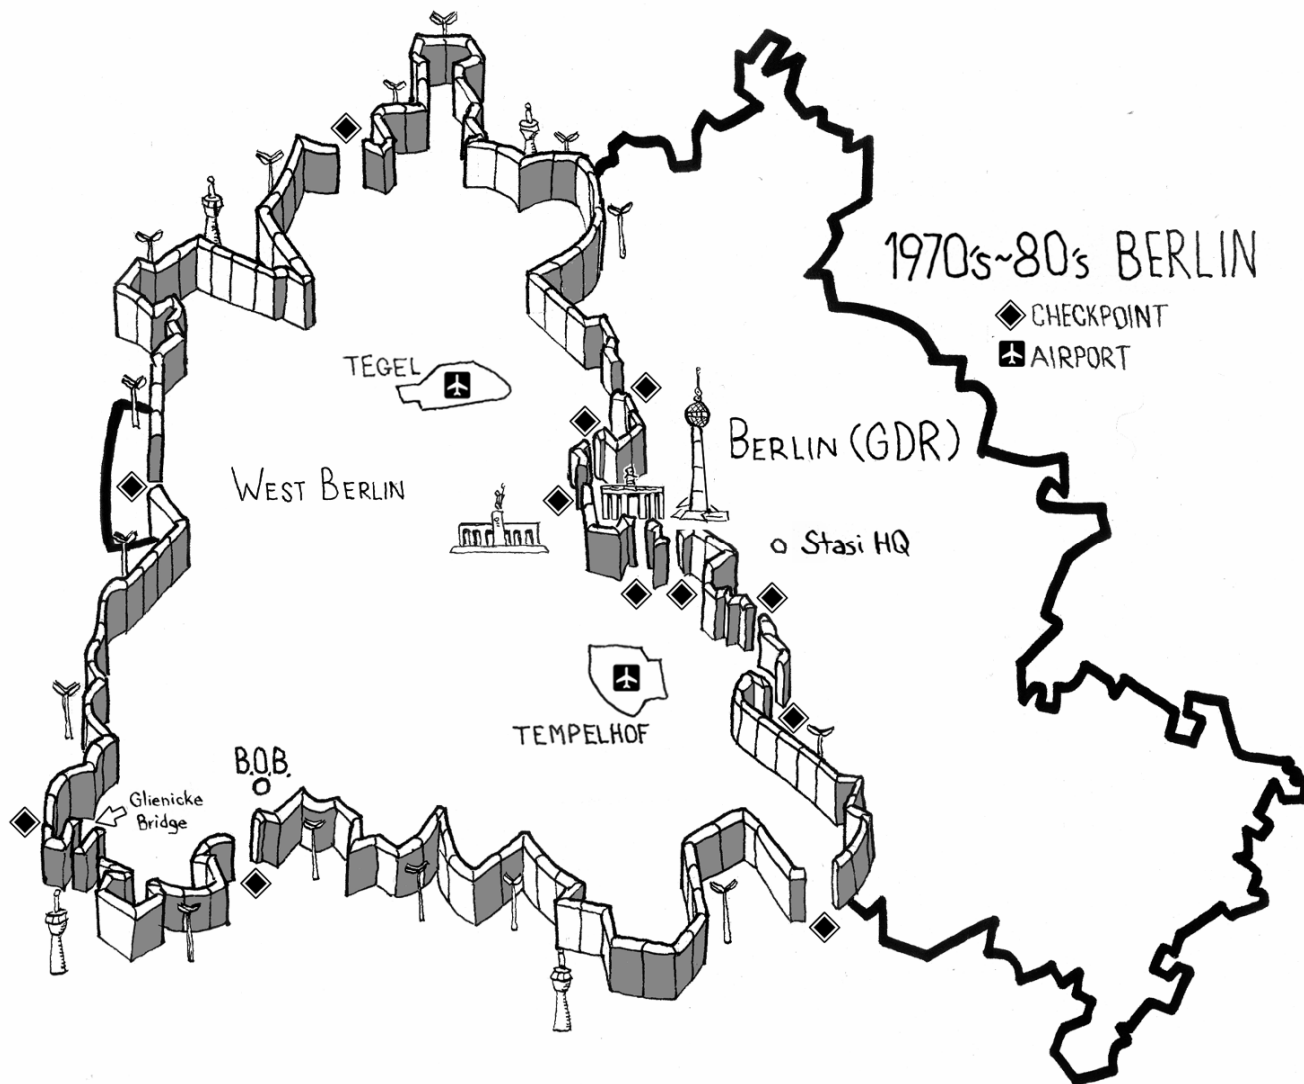 1970's~80's BERLIN
CHECKPOINT
AIRPORT
TEGEL
BERLIN (GDR)
WEST BERLIN
Stasi HQ
TEMPELHOF
B.O.B.
Glienicke
Bridge